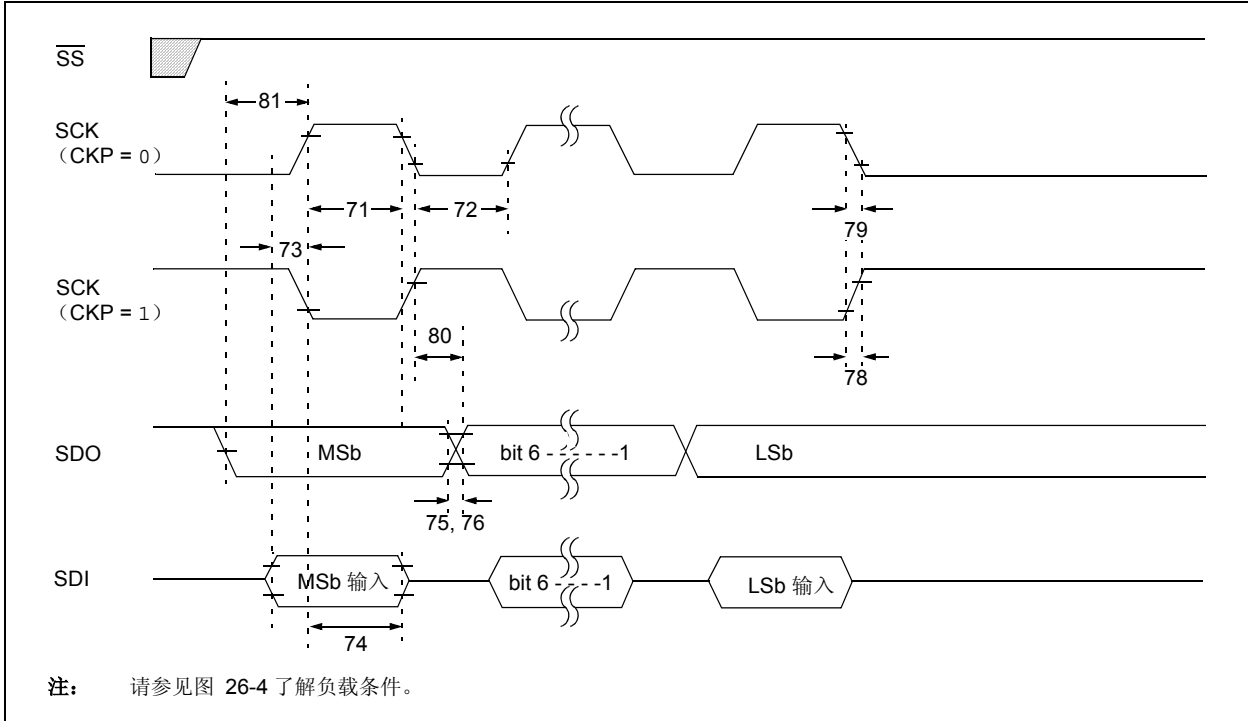 SS
81
SCK
（CKP = 0）
71
72
79
73
SCK
（CKP = 1）
80
78
SDO
MSb
bit 6 - - - - - -1
LSb
75, 76
SDI
MSb 输入
bit 6 - - - -1
LSb 输入
74
注： 请参见图 26-4 了解负载条件。